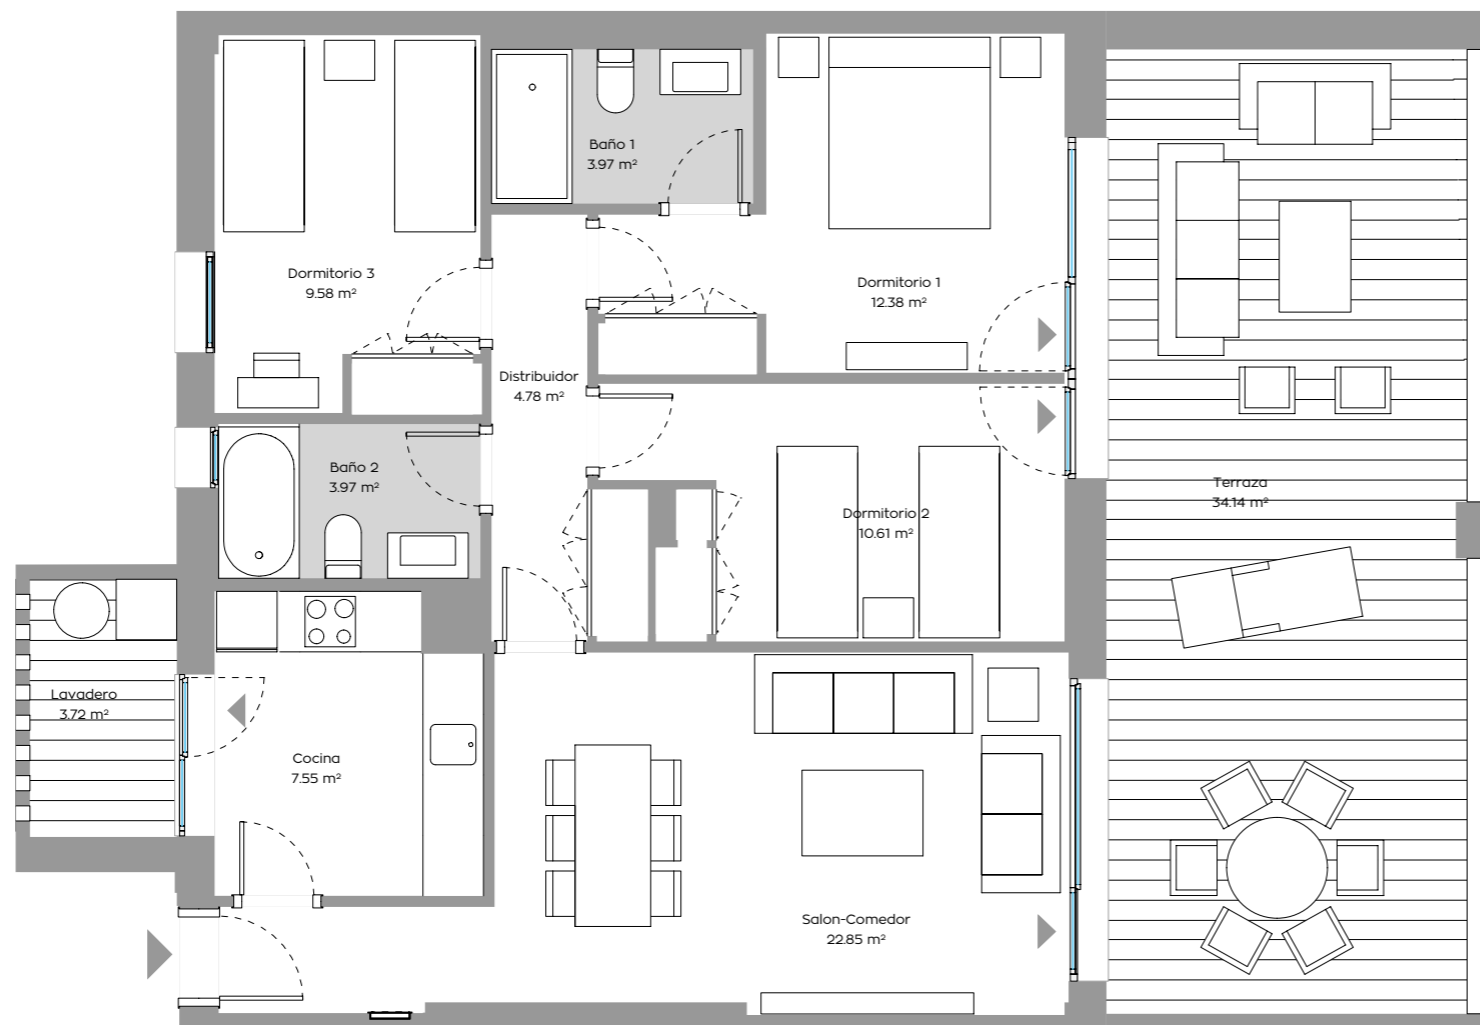 Baño 1
3.97 m²
Dormitorio 3
9.58 m²
Dormitorio 1
12.38 m²
Distribuidor
4.78 m²
Baño 2
3.97 m²
Dormitorio 2
10.61 m²
Terraza
34.14 m²
Lavadero
3.72 m²
Cocina
7.55 m²
Salon-Comedor
22.85 m²